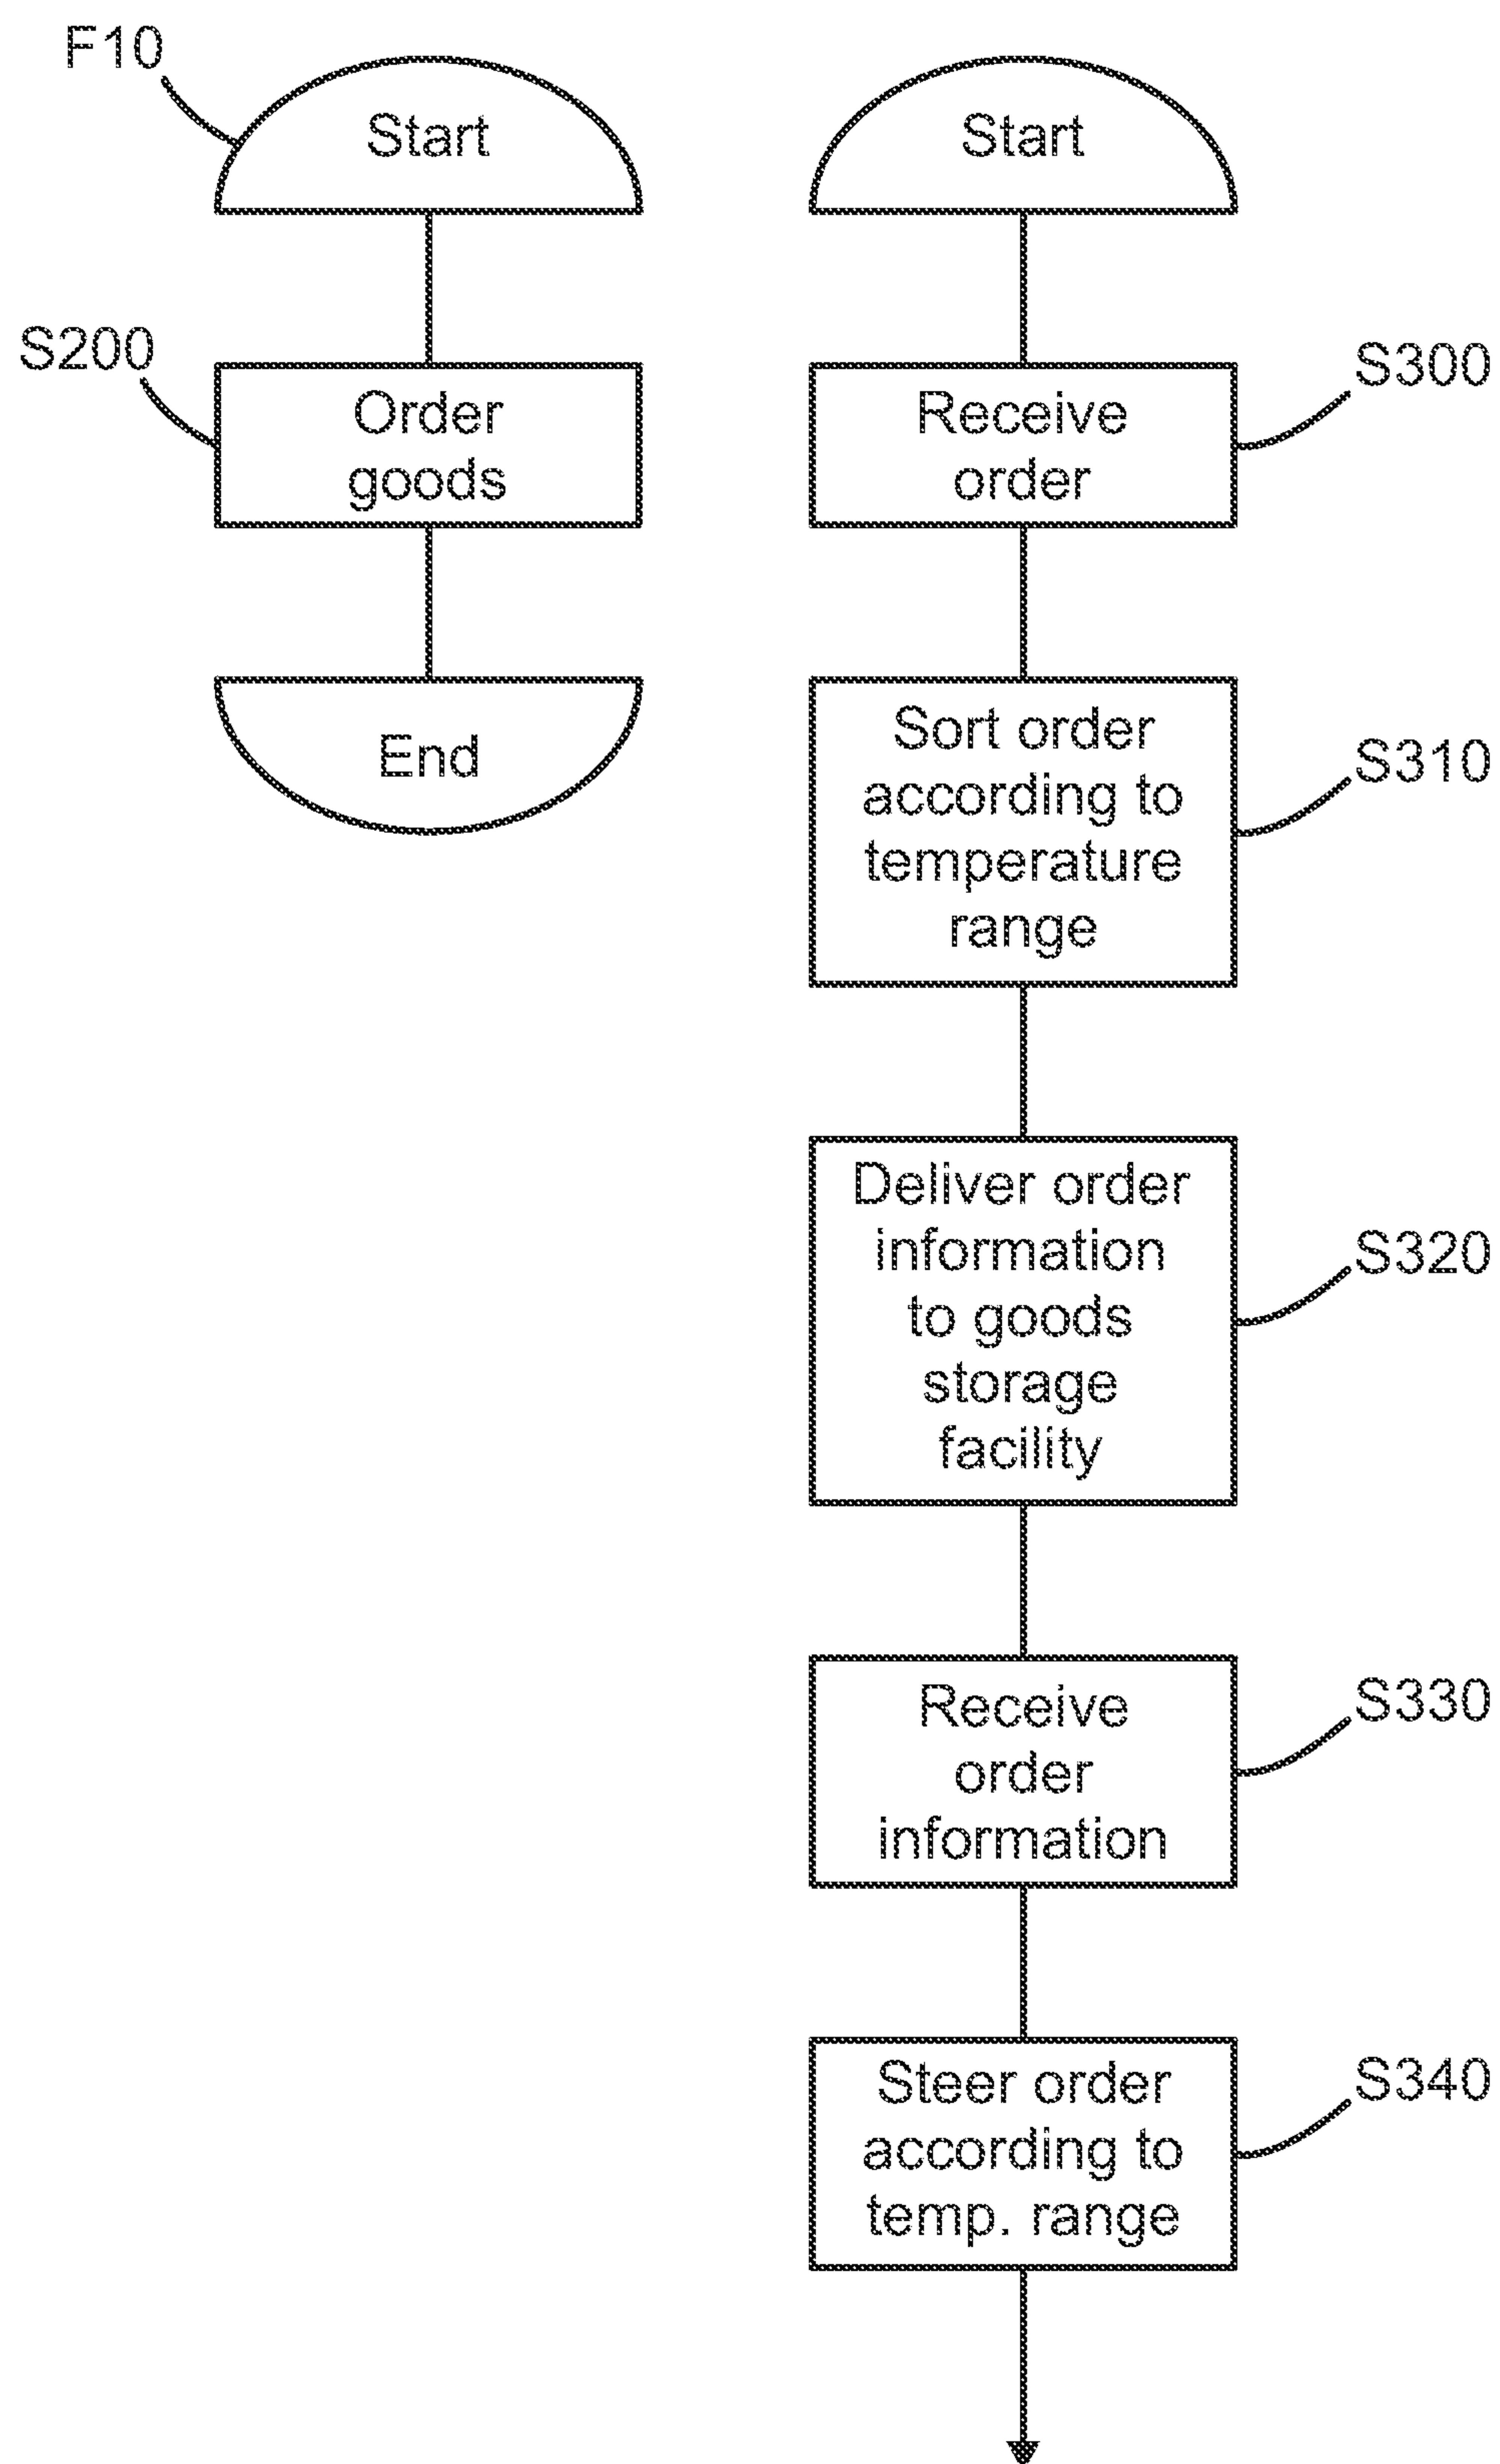 F10
Start
S200
Order
goods
End
Start
Receive
order
S300
Sort order
according to
temperature
range
S310
Deliver order
information
to goods
storage
facility
S320
Receive
order
information
S330
Steer order
according to
temp. range
S340